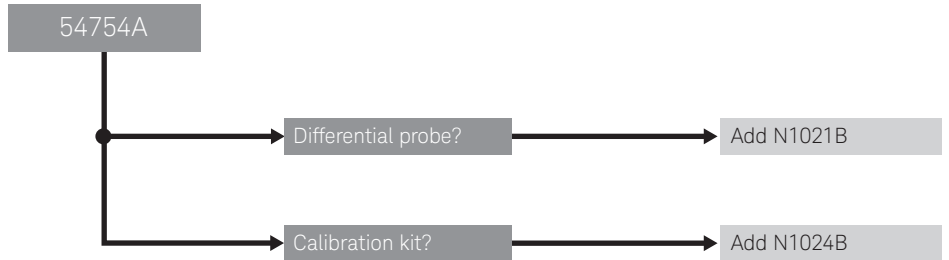 54754A
Differential probe?
Add N1021B
Calibration kit?
Add N1024B